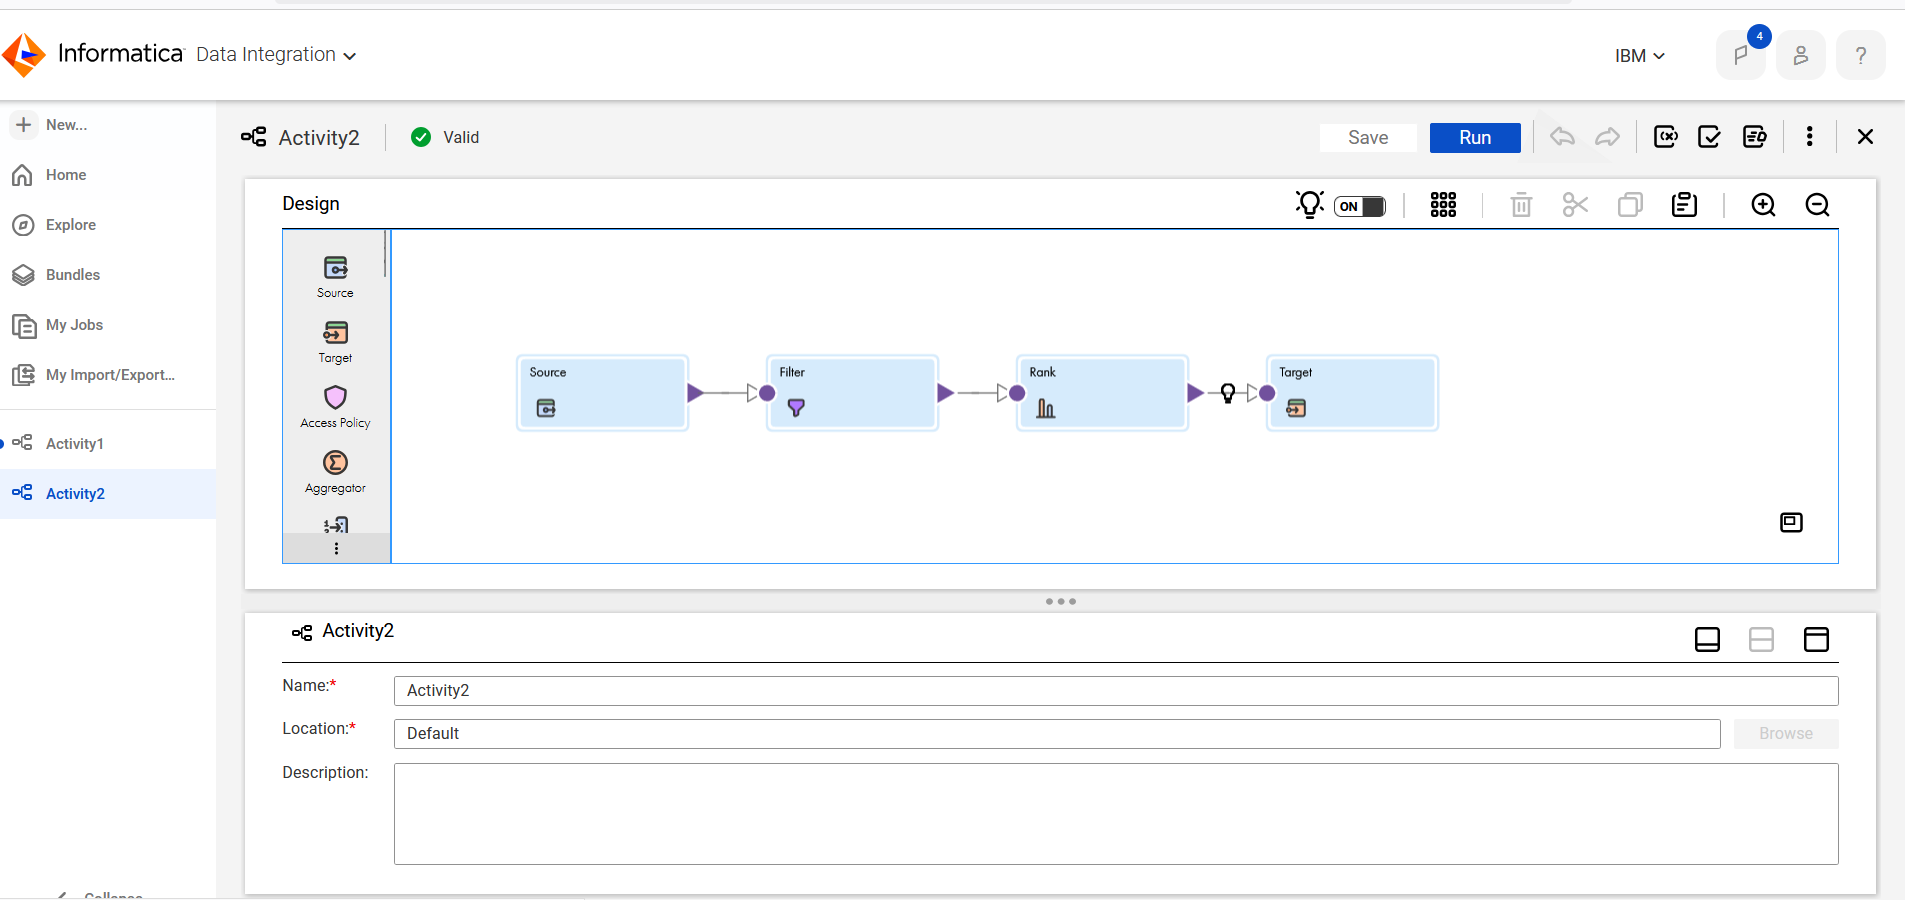 Informatica Data Integration
IBM
4
?
New...
Home
Explore
Bundles
My Jobs
My Import/Export...
Activity1
Activity2
Activity2
Valid
Save
Run
Design
ON
Source
Target
Access Policy
Aggregator
Source
Filter
Rank
Target
Activity2
Name:*
Activity2
Location:*
Default
Browse
Description:
Collapse